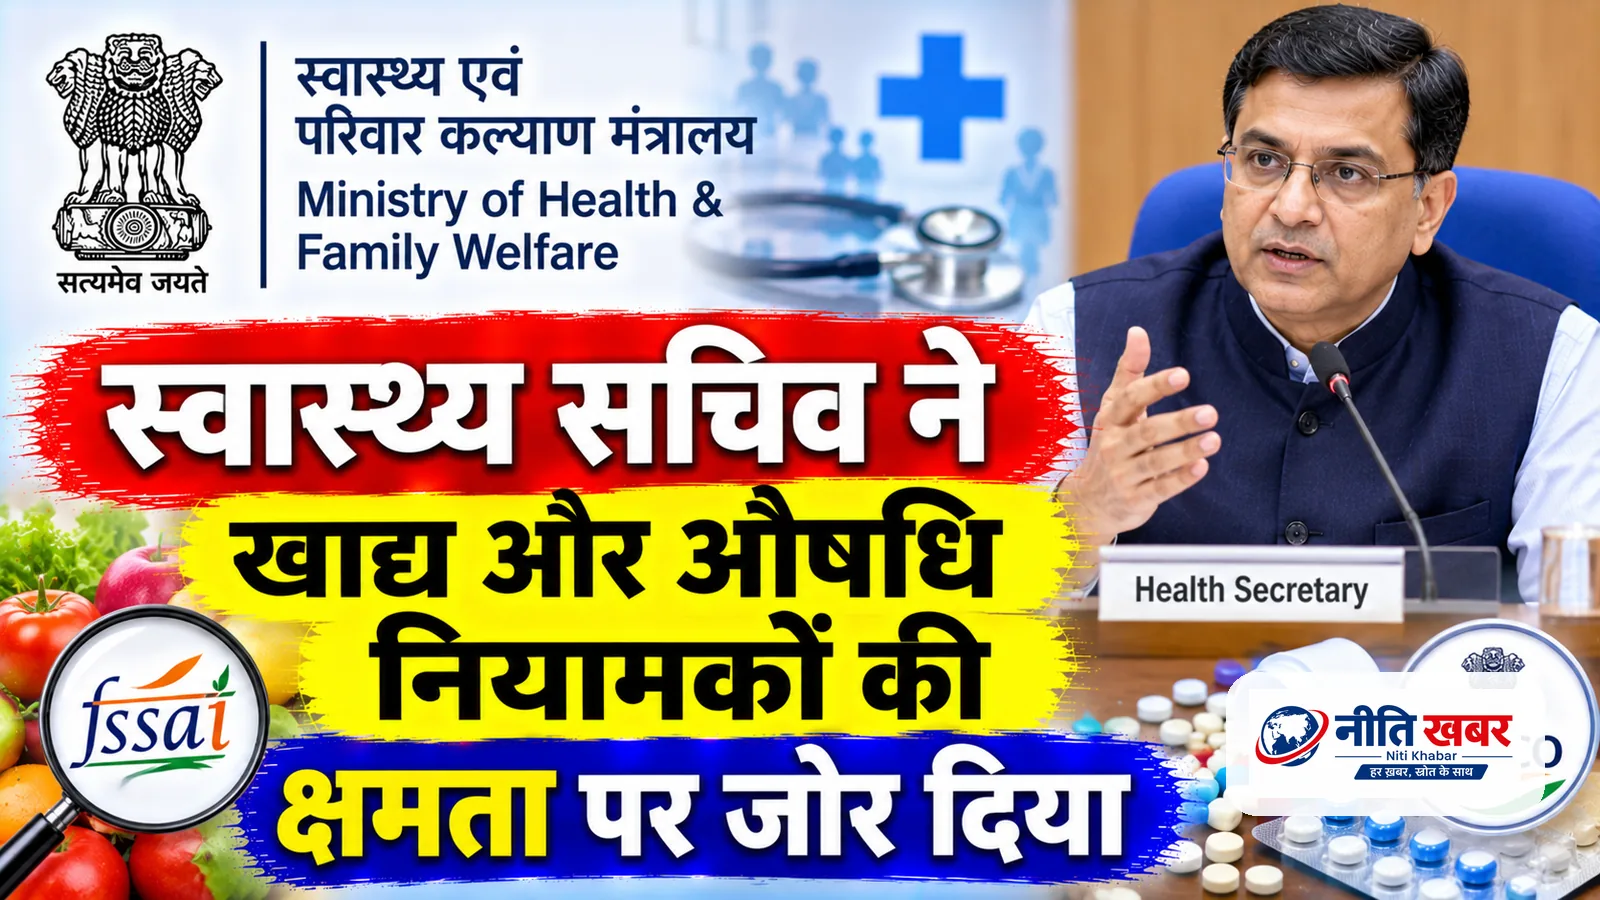 स्वास्थ्य एवं
परिवार कल्याण मंत्रालय
Ministry of Health &
Family Welfare
सत्यमेव जयते
स्वास्थ्य सचिव ने
खाद्य और औषधि
नियामकों की
क्षमता पर जोर दिया
Health Secretary
fssai
नीति खबर
Niti Khabar
हर ख़बर, स्रोत के साथ